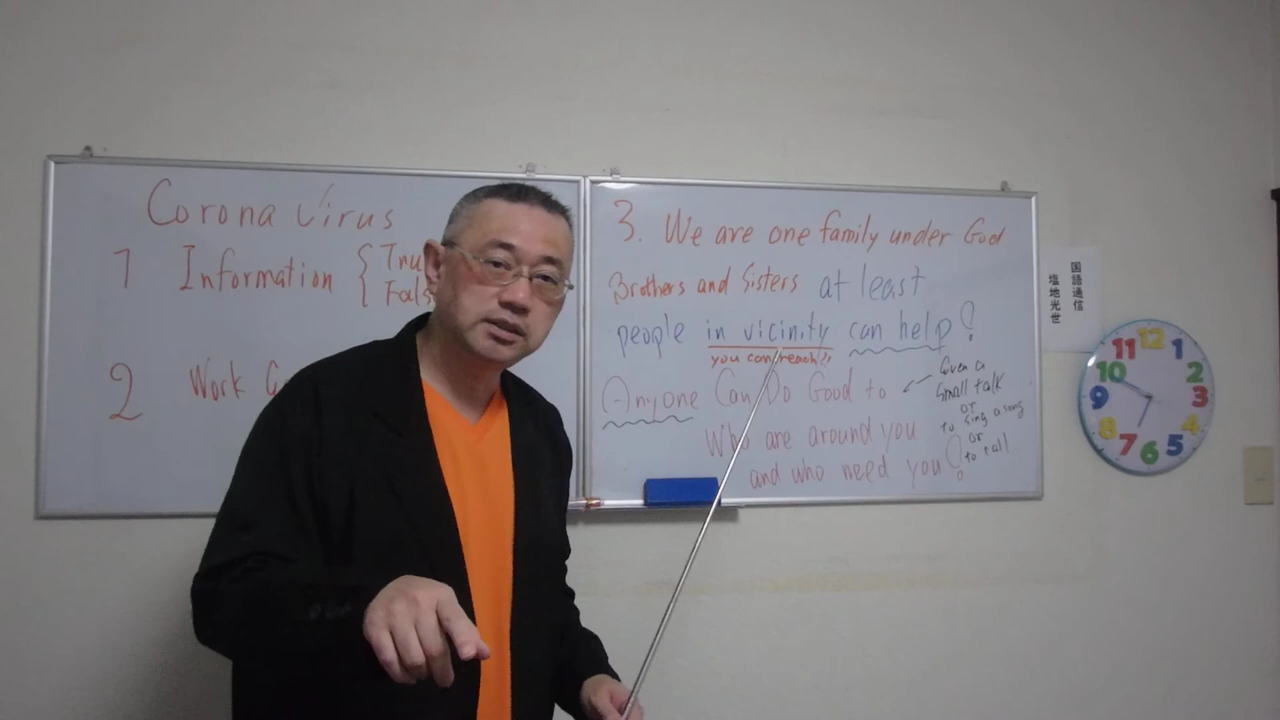 Corona Virus
1 Information { Tru
Fals
2 Work
3. We are one family under God
Brothers and Sisters at least
people in vicinity can help?
you can reach!!
Anyone Can Do Good to
Even a
small talk
or
to sing a song
or
to call
Who are around you
and who need you?
国語通信
塩地光世
12
1
2
3
4
5
6
7
8
9
10
11